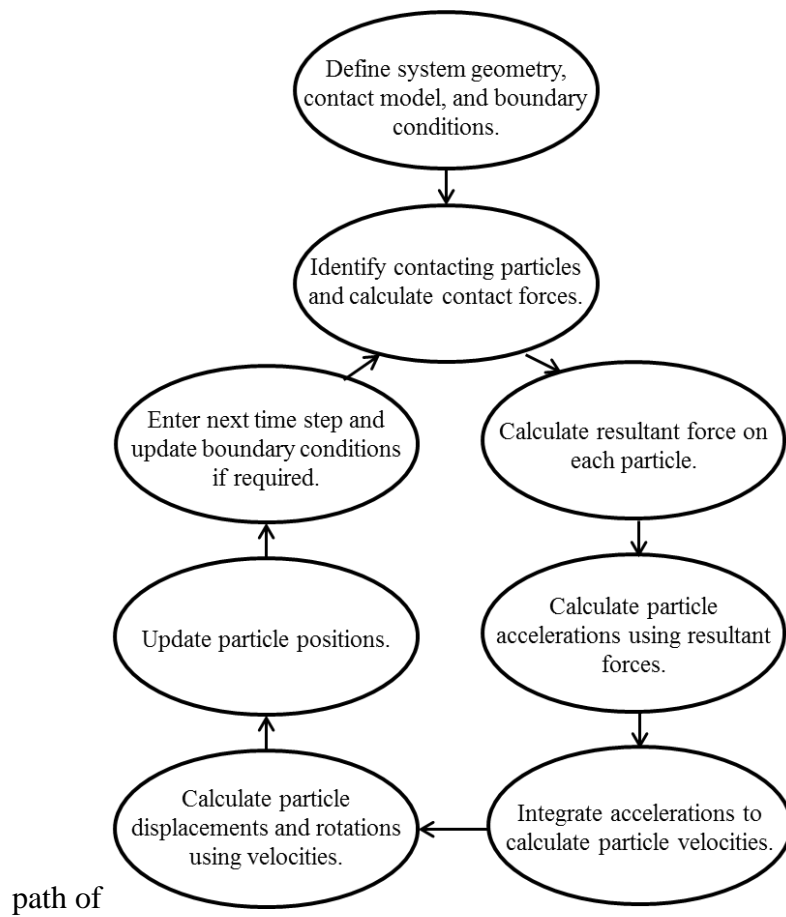 Define system geometry,
contact model, and boundary
conditions.
Identify contacting particles
and calculate contact forces.
Calculate resultant force on
each particle.
Calculate particle
accelerations using resultant
forces.
Integrate accelerations to
calculate particle velocities.
Calculate particle
displacements and rotations
using velocities.
Update particle positions.
Enter next time step and
update boundary conditions
if required.
path of